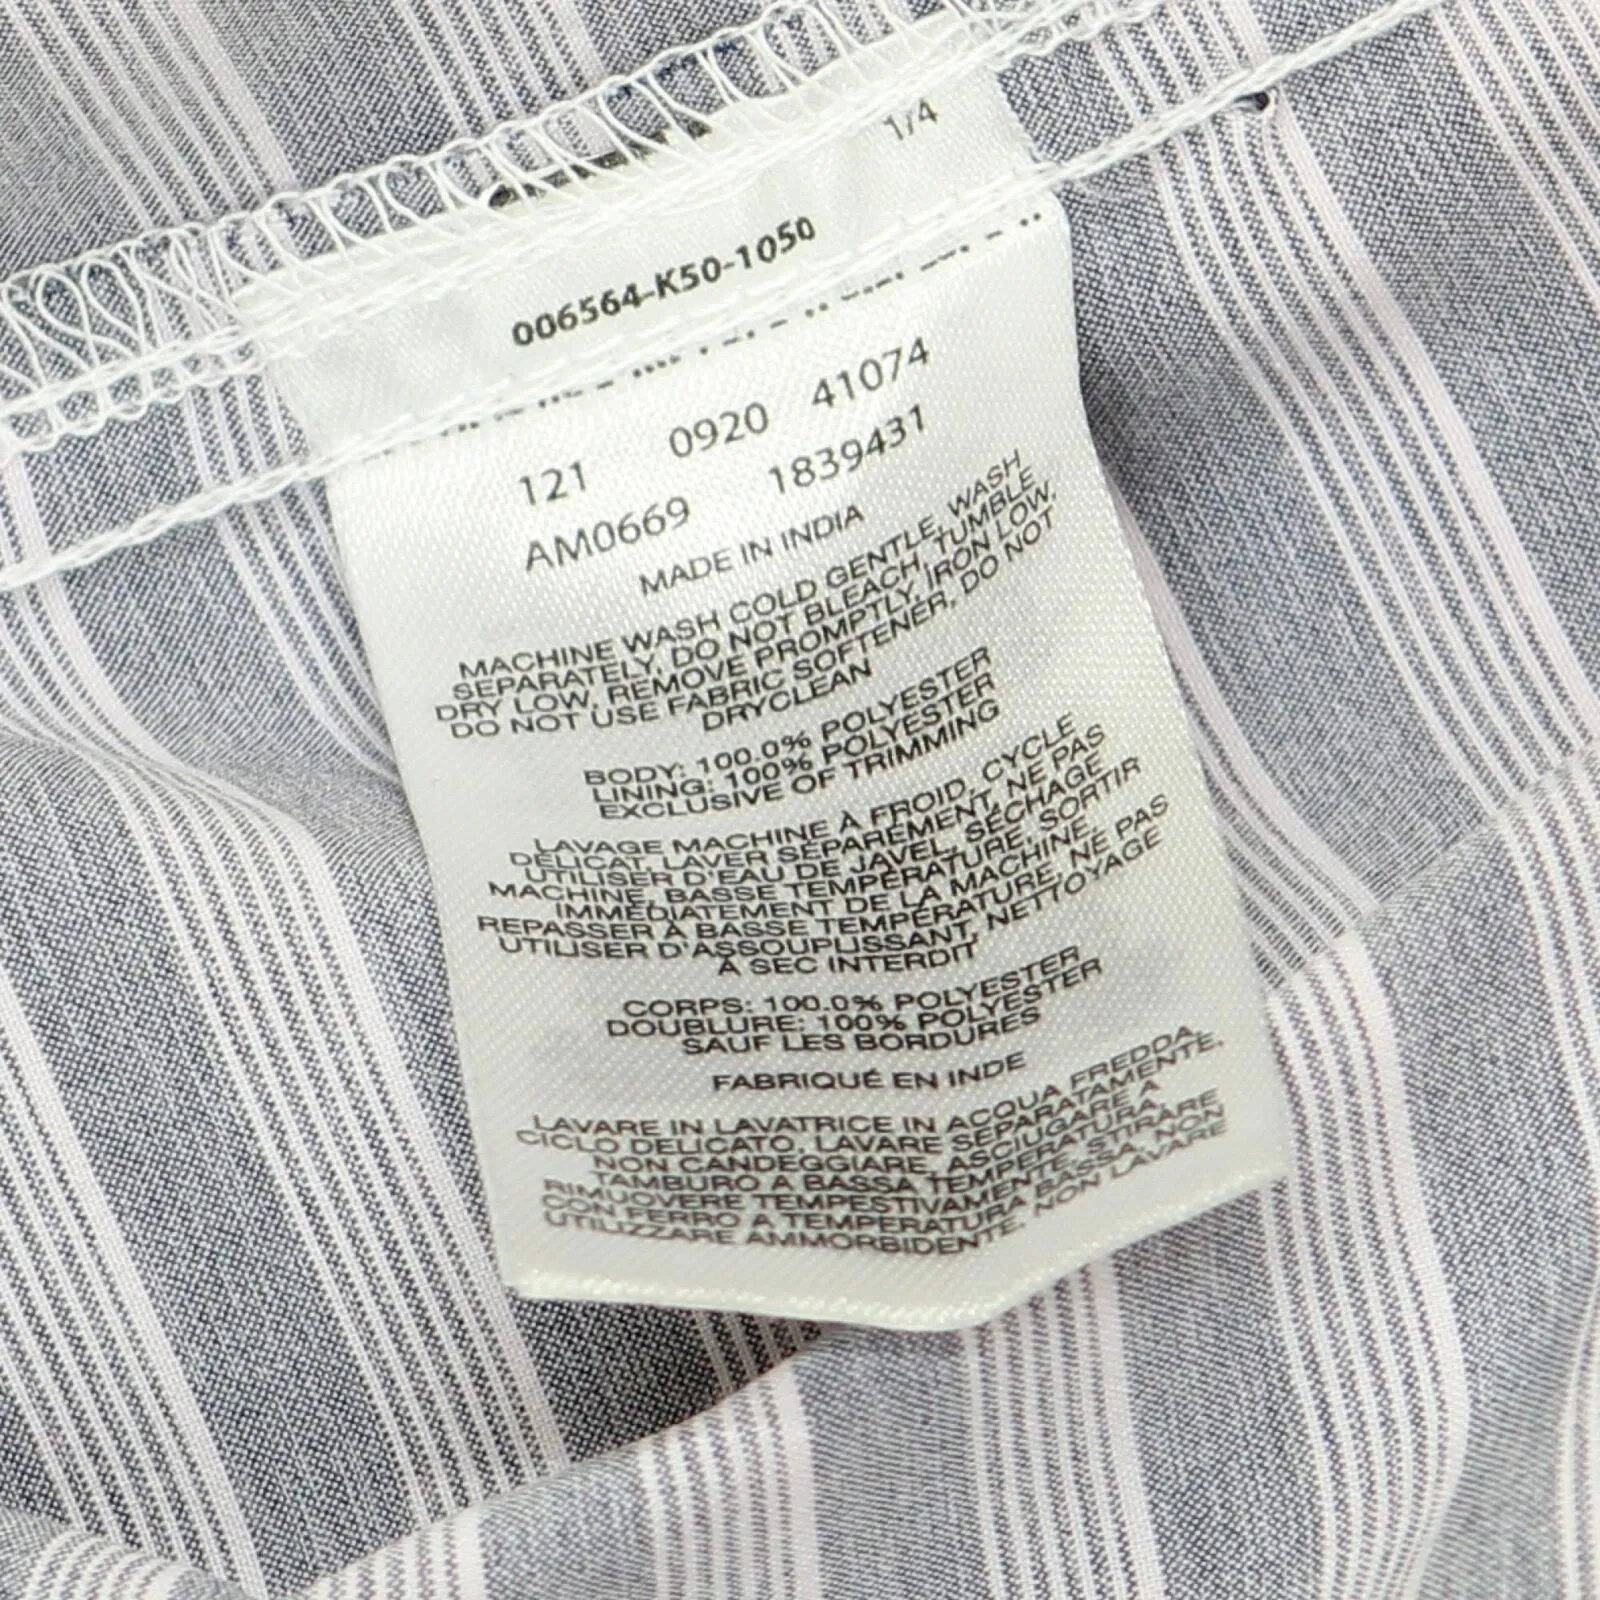 1/4
006564-K50-1050
121 0920 41074
AM0669 1839431
MADE IN INDIA
MACHINE WASH COLD GENTLE, WASH
SEPARATELY, DO NOT BLEACH, TUMBLE
DRY LOW, REMOVE PROMPTLY, IRON LOW,
DO NOT USE FABRIC SOFTENER, DO NOT
DRYCLEAN
BODY: 100.0% POLYESTER
LINING: 100% POLYESTER
EXCLUSIVE OF TRIMMING
LAVAGE MACHINE À FROID, CYCLE
DÉLICAT, LAVER SÉPARÉMENT, NE PAS
UTILISER D'EAU DE JAVEL, SÉCHAGE
MACHINE, BASSE TEMPÉRATURE, SORTIR
IMMÉDIATEMENT DE LA MACHINE,
REPASSER À BASSE TEMPÉRATURE, NE PAS
UTILISER D'ASSOUPLISSANT, NETTOYAGE
À SEC INTERDIT
CORPS: 100.0% POLYESTER
DOUBLURE: 100% POLYESTER
SAUF LES BORDURES
FABRIQUÉ EN INDE
LAVARE IN LAVATRICE IN ACQUA FREDDA,
CICLO DELICATO, LAVARE SEPARATAMENTE,
NON CANDEGGIARE, ASCIUGARE A
TAMBURO A BASSA TEMPERATURA,
RIMUOVERE TEMPESTIVAMENTE, STIRARE
CON FERRO A TEMPERATURA BASSA, NON
UTILIZZARE AMMORBIDENTE, NON LAVARE